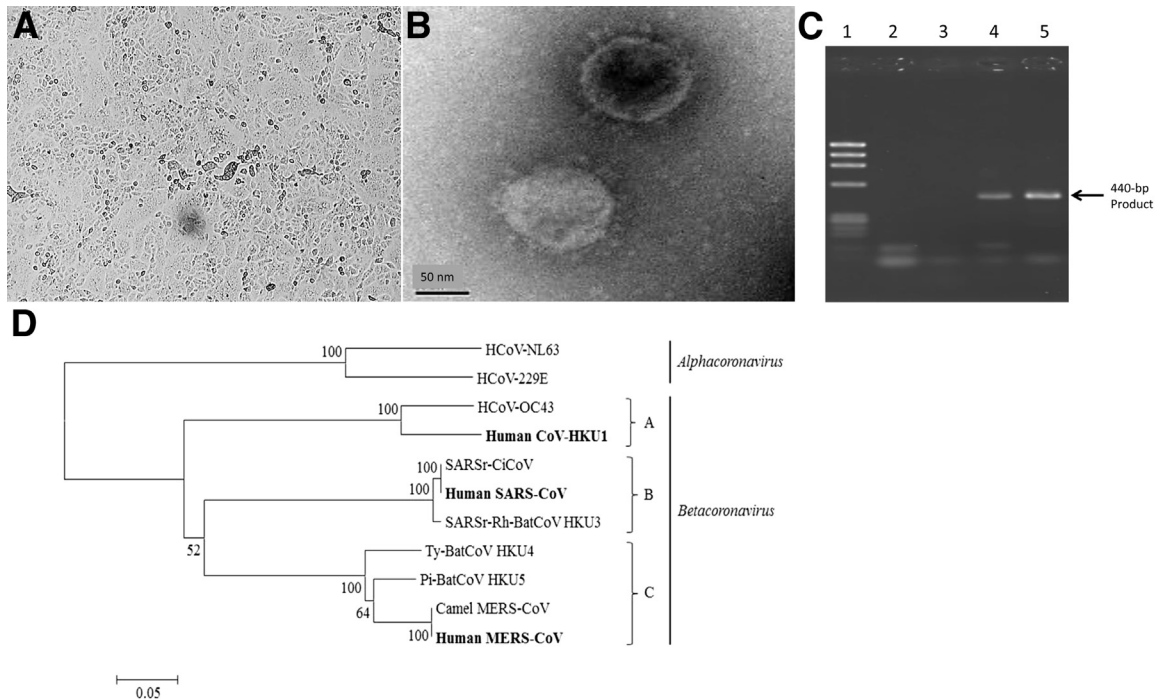 A
B
C
1 2 3 4 5
440-bp
Product
50 nm
D
100
HCoV-NL63
HCoV-229E
Alphacoronavirus
100
HCoV-OC43
Human CoV-HKU1
A
100
SARSr-CiCoV
100
Human SARS-CoV
SARSr-Rh-BatCoV HKU3
B
Betacoronavirus
52
Ty-BatCoV HKU4
100
Pi-BatCoV HKU5
C
64
Camel MERS-CoV
100
Human MERS-CoV
0.05